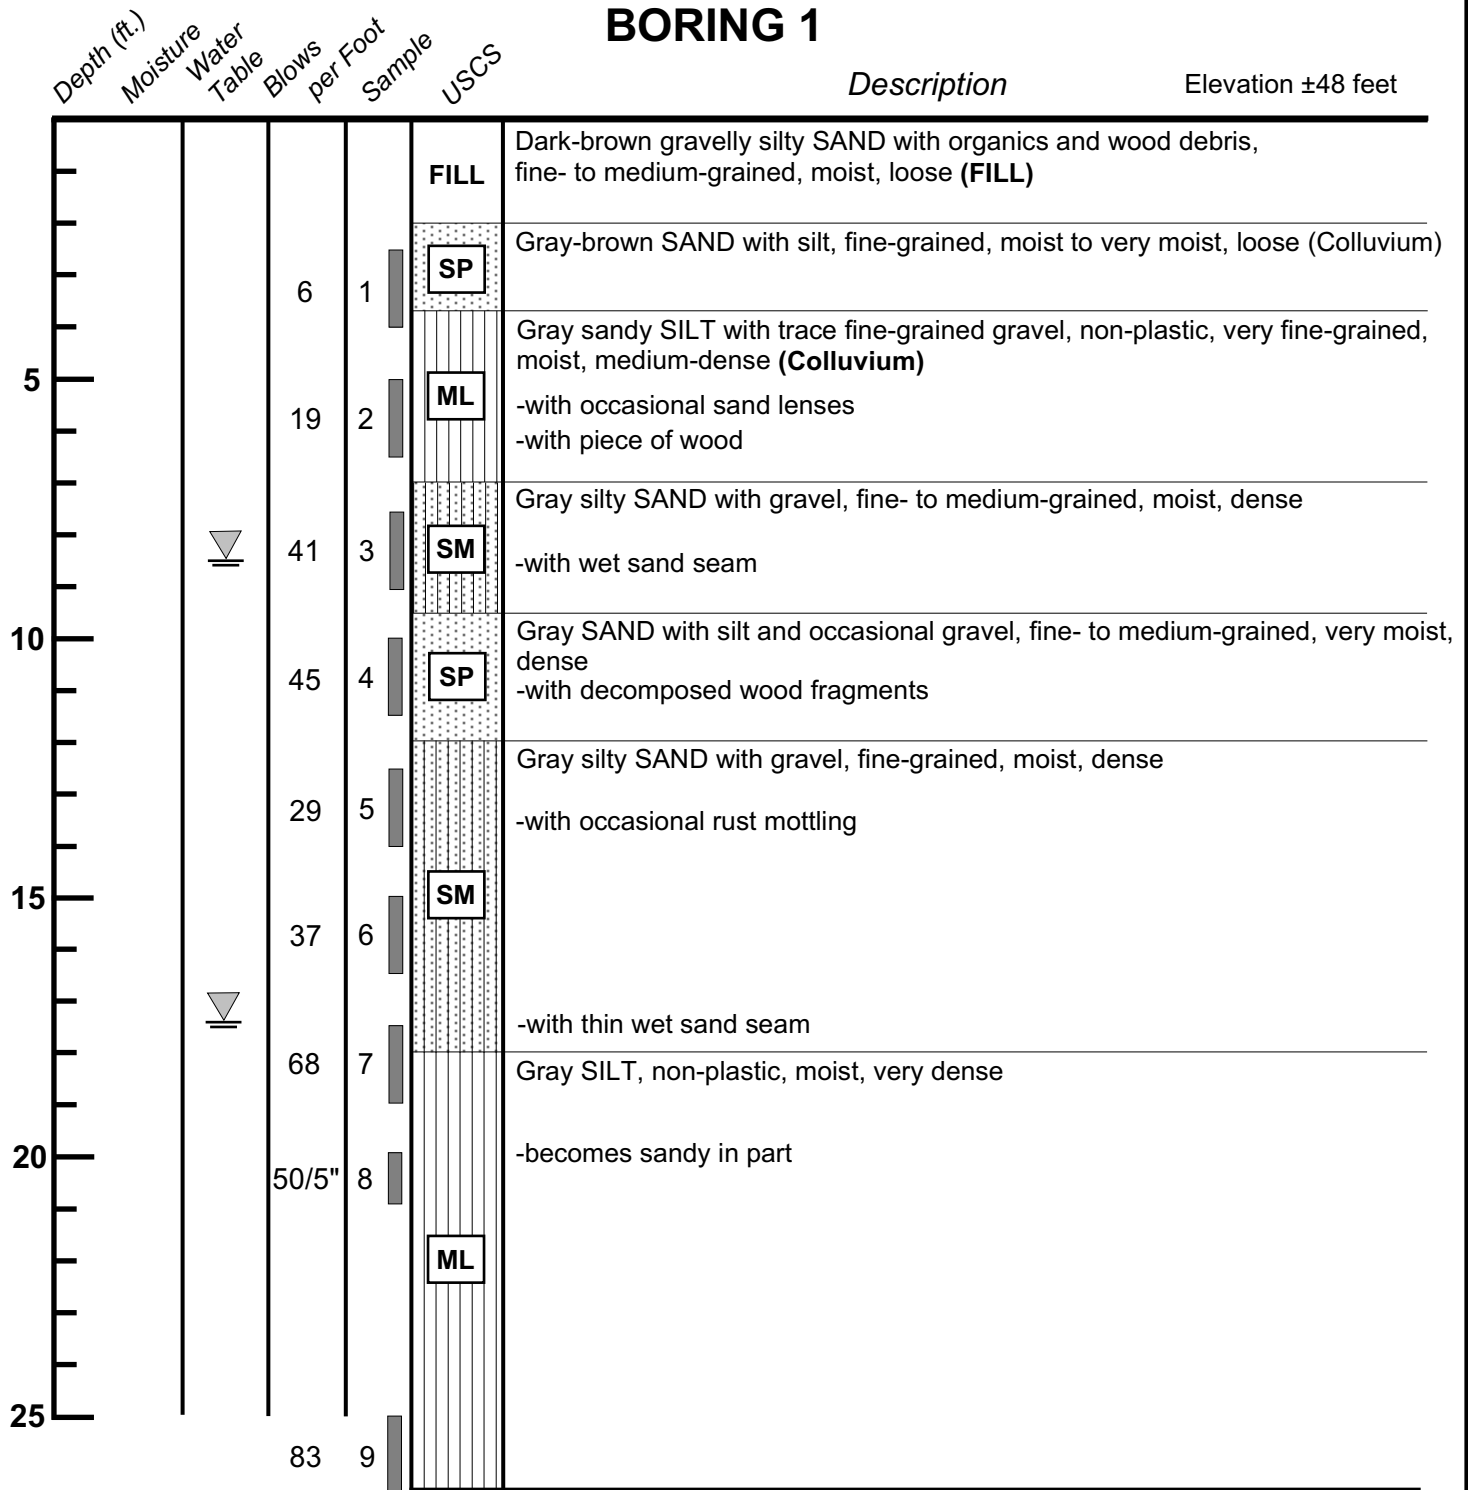 BORING 1
Depth (ft.)
Moisture
Water
Table
Blows
per Foot
Sample
USCS
Description
Elevation ±48 feet
FILL
Dark-brown gravelly silty SAND with organics and wood debris,
fine- to medium-grained, moist, loose (FILL)
SP
Gray-brown SAND with silt, fine-grained, moist to very moist, loose (Colluvium)
6 1
Gray sandy SILT with trace fine-grained gravel, non-plastic, very fine-grained,
moist, medium-dense (Colluvium)
5
ML
19 2
-with occasional sand lenses
-with piece of wood
Gray silty SAND with gravel, fine- to medium-grained, moist, dense
41 3
SM
-with wet sand seam
10
Gray SAND with silt and occasional gravel, fine- to medium-grained, very moist,
dense
45 4
SP
-with decomposed wood fragments
Gray silty SAND with gravel, fine-grained, moist, dense
29 5
-with occasional rust mottling
15
SM
37 6
-with thin wet sand seam
68 7
Gray SILT, non-plastic, moist, very dense
20
-becomes sandy in part
50/5" 8
ML
25
83 9